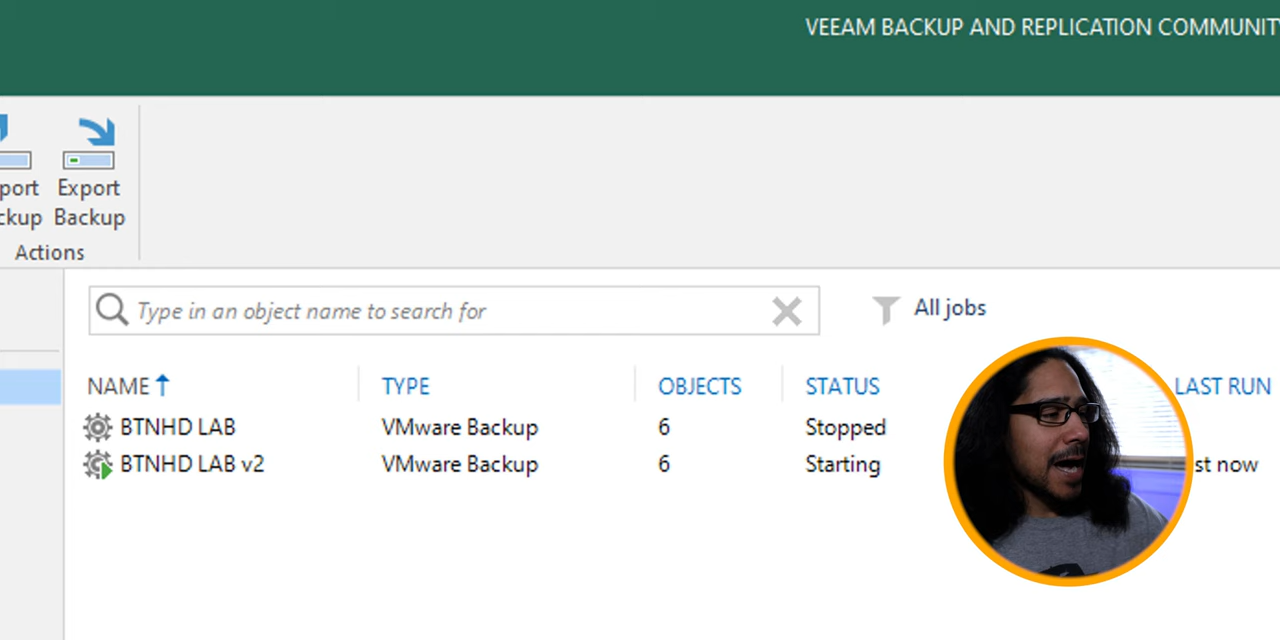 VEEAM BACKUP AND REPLICATION COMMUNIT
port
ckup
Export
Backup
Actions
Type in an object name to search for
All jobs
NAME TYPE OBJECTS STATUS LAST RUN
BTNHD LAB VMware Backup 6 Stopped
BTNHD LAB v2 VMware Backup 6 Starting st now